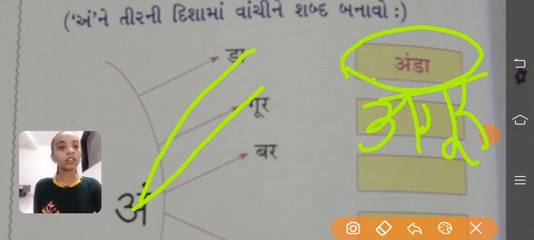 ('અં'ને તીરની દિશામાં વાંચીને શબ્દ બનાવો :)
डा
अंडा
गूर
अंगूर
बर
अं